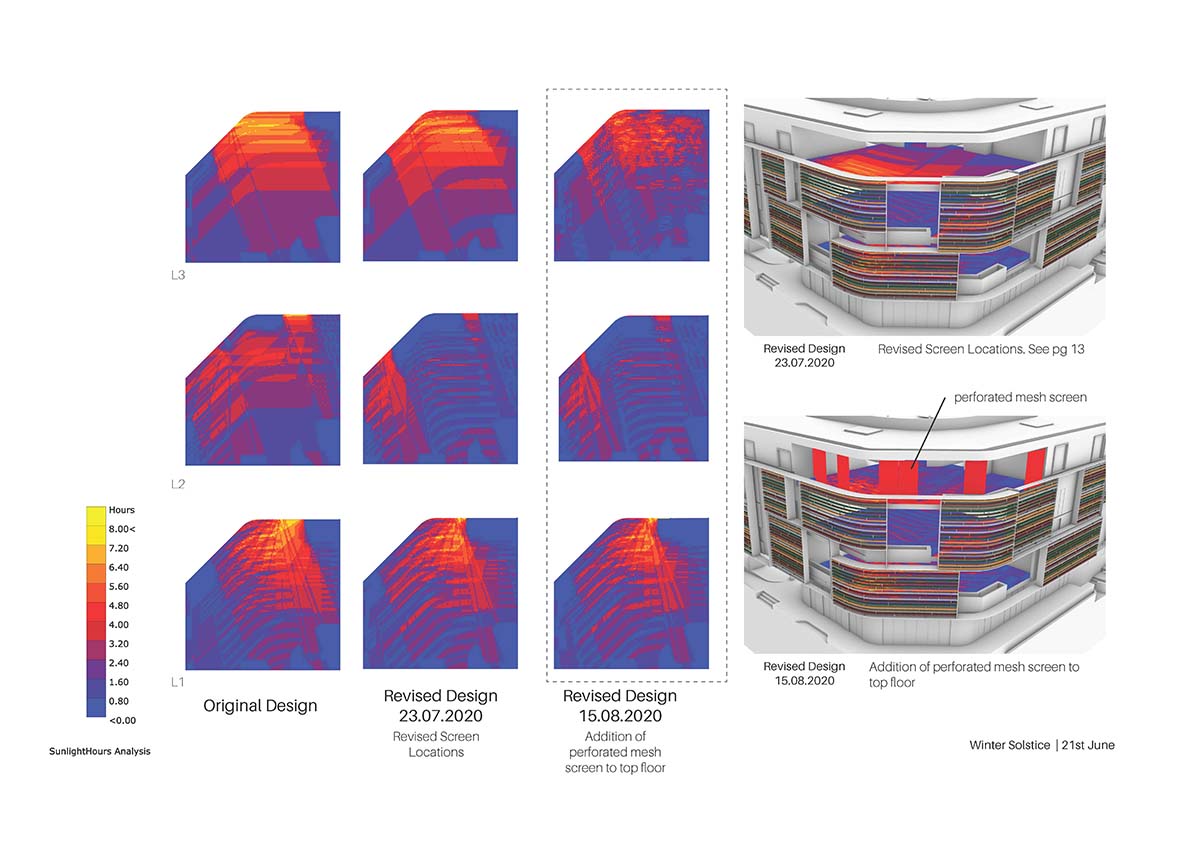 L3
L2
L1
Hours
8.00<
7.20
6.40
5.60
4.80
4.00
3.20
2.40
1.60
0.80
<0.00
SunlightHours Analysis
Original Design
Revised Design
23.07.2020
Revised Screen
Locations
Revised Design
15.08.2020
Addition of
perforated mesh
screen to top floor
Revised Design
23.07.2020
Revised Screen Locations. See pg 13
perforated mesh screen
Revised Design
15.08.2020
Addition of perforated mesh screen to
top floor
Winter Solstice | 21st June